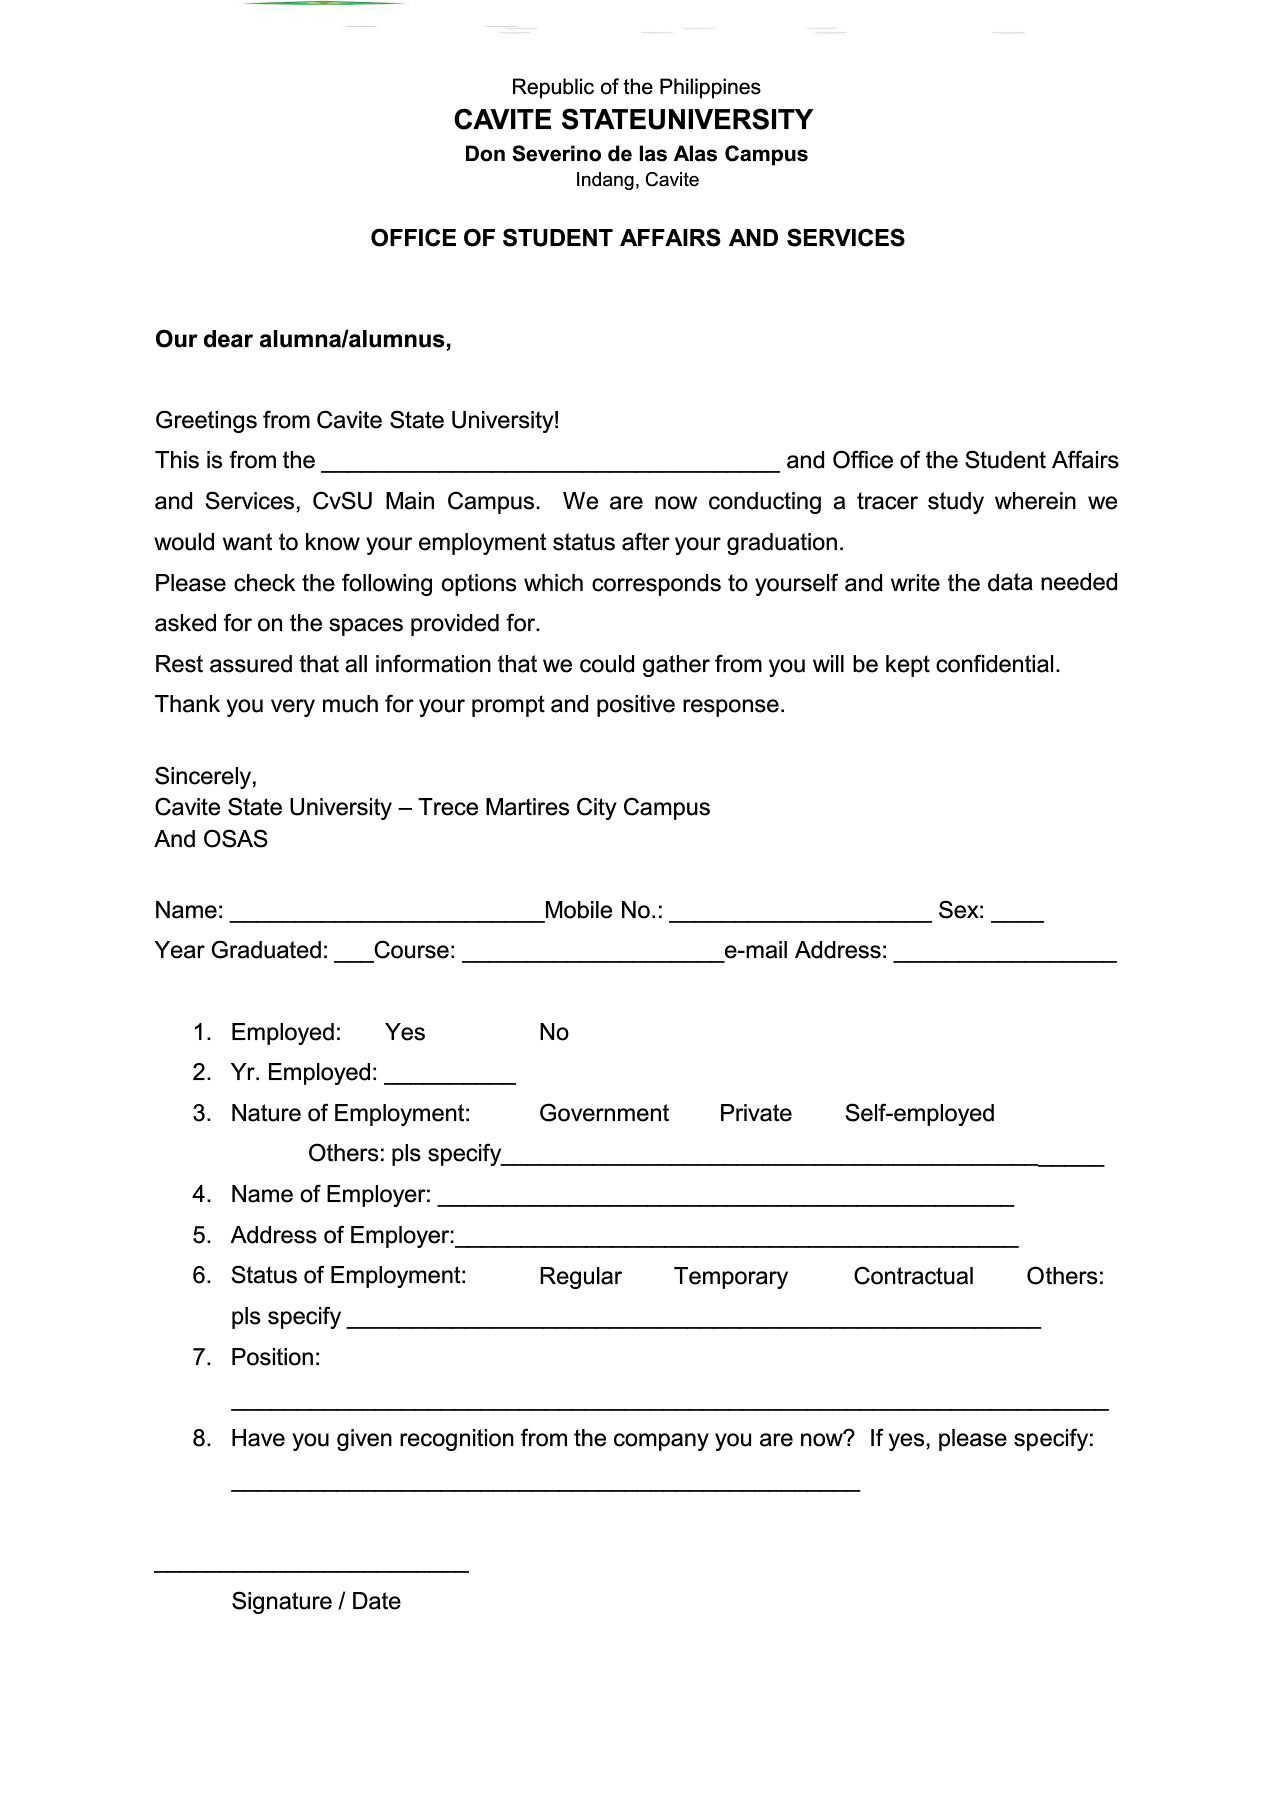 Republic of the Philippines
CAVITE STATEUNIVERSITY
Don Severino de las Alas Campus
Indang, Cavite
OFFICE OF STUDENT AFFAIRS AND SERVICES
Our dear alumna/alumnus,
Greetings from Cavite State University!
This is from the ___________________________________ and Office of the Student Affairs
and Services, CvSU Main Campus.  We are now conducting a tracer study wherein we
would want to know your employment status after your graduation.
Please check the following options which corresponds to yourself and write the data needed
asked for on the spaces provided for.
Rest assured that all information that we could gather from you will be kept confidential.
Thank you very much for your prompt and positive response.
Sincerely,
Cavite State University – Trece Martires City Campus
And OSAS
Name: ________________________Mobile No.: ____________________ Sex: ____
Year Graduated: ___Course: ____________________e-mail Address: _________________
1. Employed: Yes No
2. Yr. Employed: __________
3. Nature of Employment: Government Private Self-employed
Others: pls specify______________________________________________
4. Name of Employer: ____________________________________________
5. Address of Employer:___________________________________________
6. Status of Employment: Regular Temporary Contractual Others:
pls specify _____________________________________________________
7. Position:
___________________________________________________________________
8. Have you given recognition from the company you are now?  If yes, please specify:
________________________________________________
________________________
Signature / Date